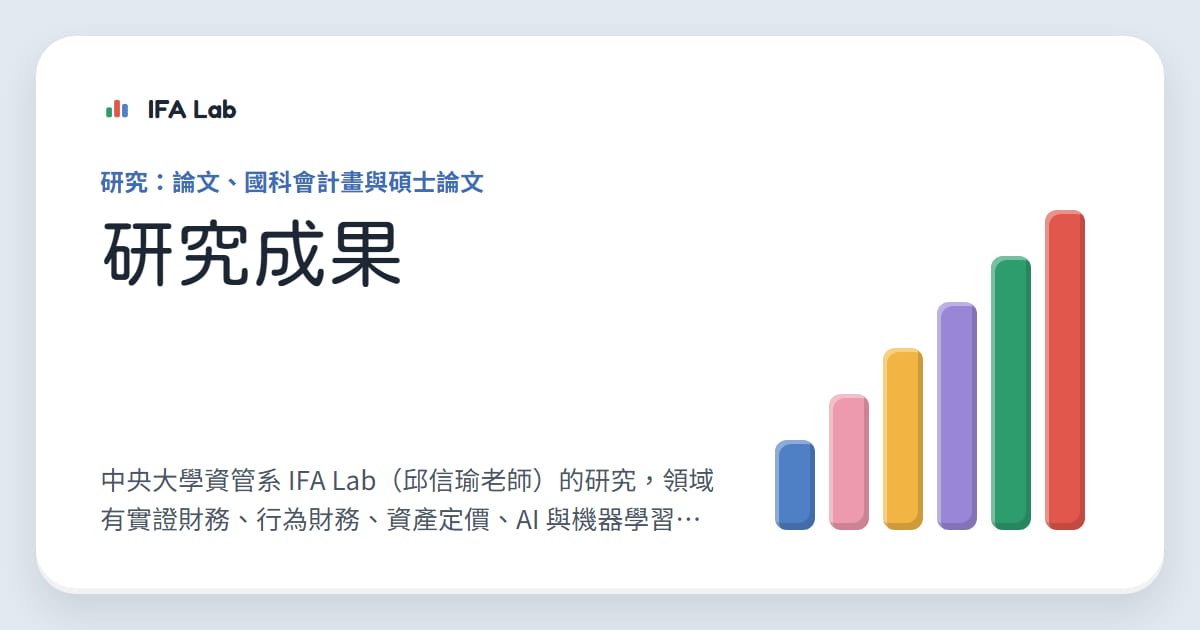 IFA Lab
研究：論文、國科會計畫與碩士論文
研究成果
中央大學資管系 IFA Lab（邱信瑜老師）的研究，領域
有實證財務、行為財務、資產定價、AI 與機器學習…